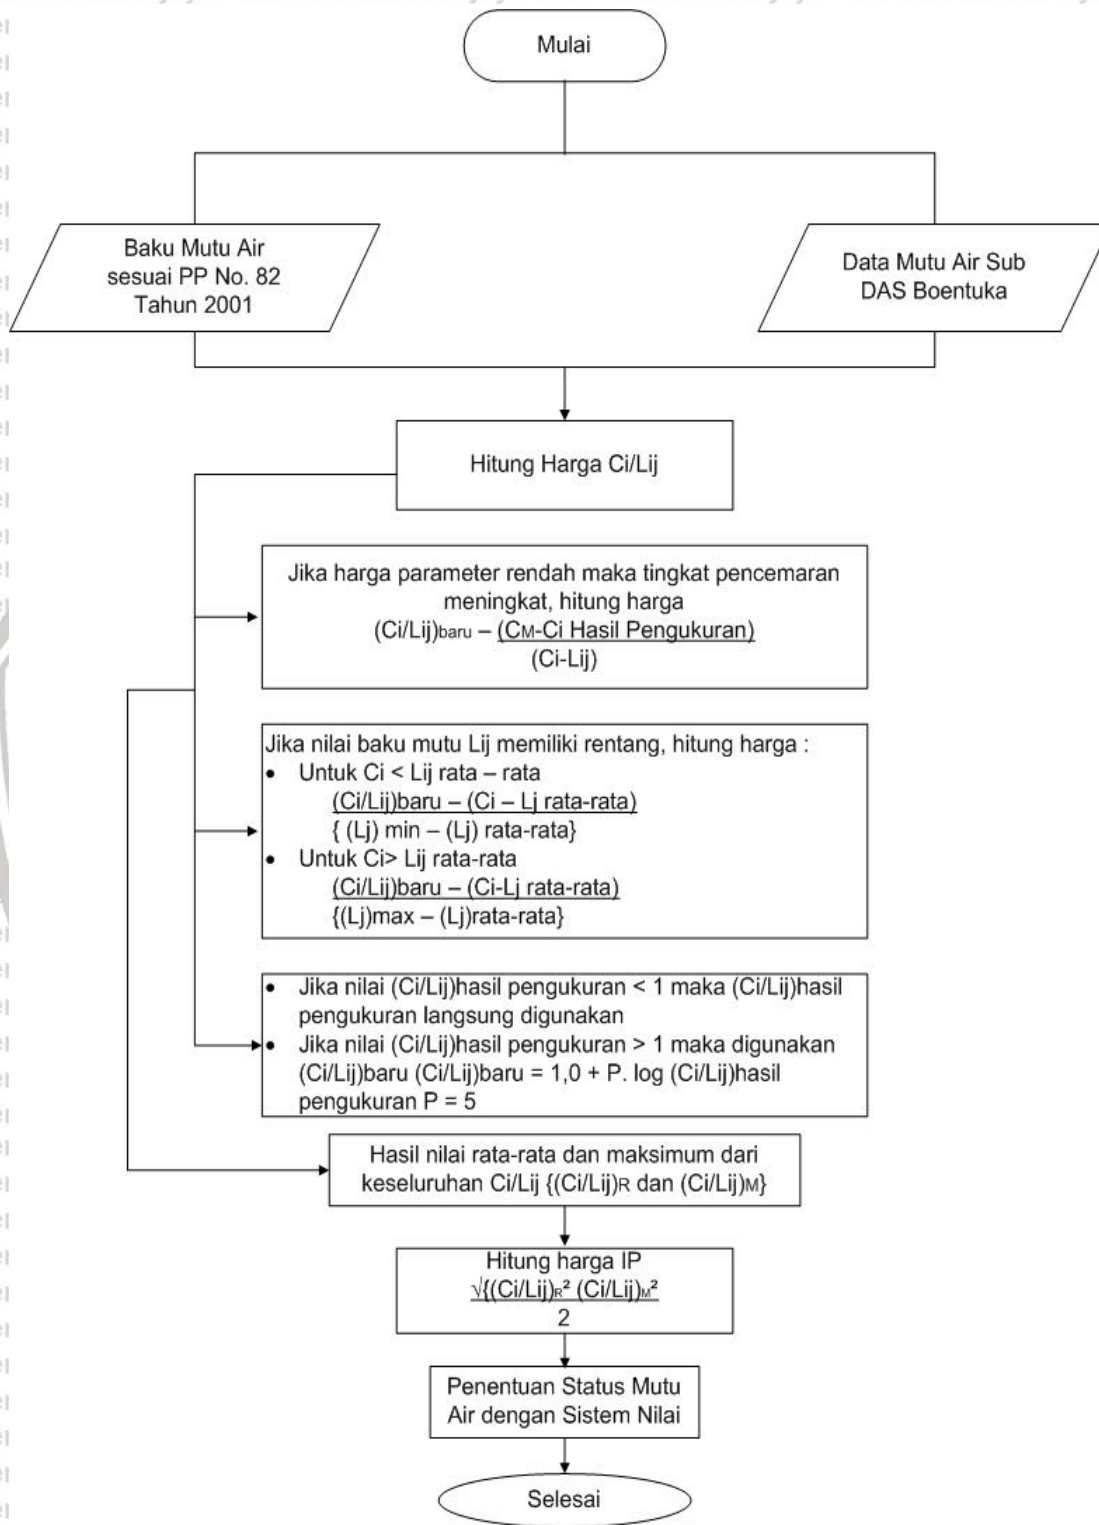 Mulai
Baku Mutu Air
sesuai PP No. 82
Tahun 2001
Data Mutu Air Sub
DAS Boentuka
Hitung Harga Ci/Lij
Jika harga parameter rendah maka tingkat pencemaran
meningkat, hitung harga
(Ci/Lij)baru – (CM-Ci Hasil Pengukuran)
(Ci-Lij)
Jika nilai baku mutu Lij memiliki rentang, hitung harga :
• Untuk Ci < Lij rata – rata
(Ci/Lij)baru – (Ci – Lj rata-rata)
{ (Lj) min – (Lj) rata-rata}
• Untuk Ci> Lij rata-rata
(Ci/Lij)baru – (Ci-Lj rata-rata)
{(Lj)max – (Lj)rata-rata}
• Jika nilai (Ci/Lij)hasil pengukuran < 1 maka (Ci/Lij)hasil
pengukuran langsung digunakan
• Jika nilai (Ci/Lij)hasil pengukuran > 1 maka digunakan
(Ci/Lij)baru (Ci/Lij)baru = 1,0 + P. log (Ci/Lij)hasil
pengukuran P = 5
Hasil nilai rata-rata dan maksimum dari
keseluruhan Ci/Lij {(Ci/Lij)R dan (Ci/Lij)M}
Hitung harga IP
√{(Ci/Lij)R² (Ci/Lij)M²
2
Penentuan Status Mutu
Air dengan Sistem Nilai
Selesai